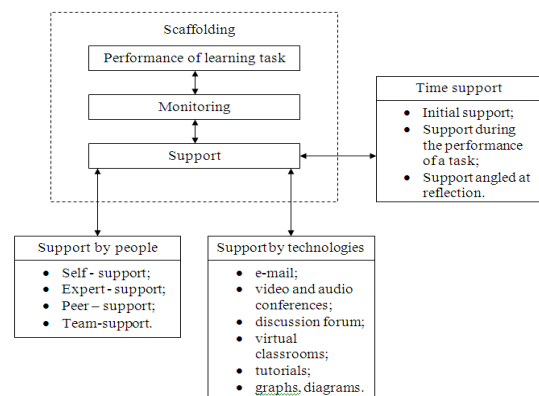 Scaffolding
Performance of learning task
Monitoring
Support
Time support
• Initial support;
• Support during
the performance
of a task;
• Support angled at
reflection.
Support by people
• Self - support;
• Expert - support;
• Peer – support;
• Team-support.
Support by technologies
• e-mail;
• video and audio
conferences;
• discussion forum;
• virtual
classrooms;
• tutorials;
• graphs, diagrams.